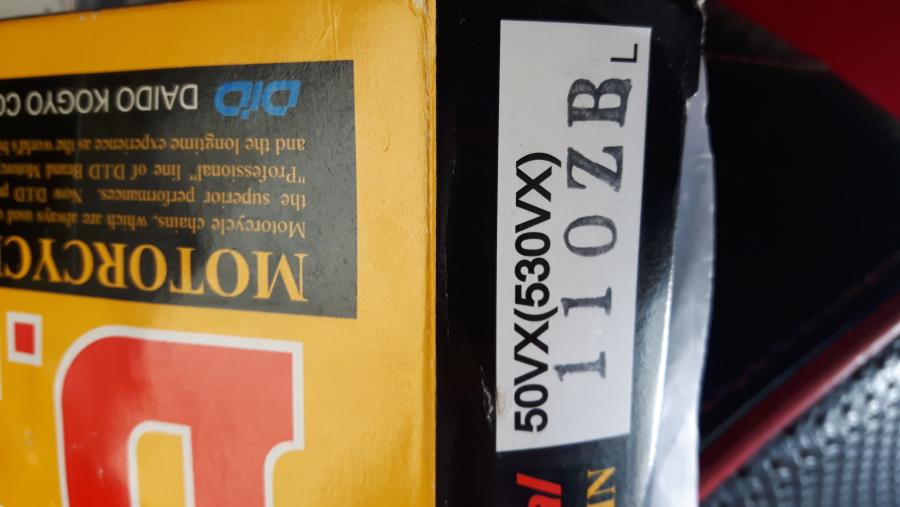 50VX(530VX)
110ZB L
DID DAIDO KOGYO CO
MOTORCYC
Motorcycle chains, which are always used
the superior performances. Now D.I.D
"Professional" line of D.I.D Brand
and the longtime experience as the world's